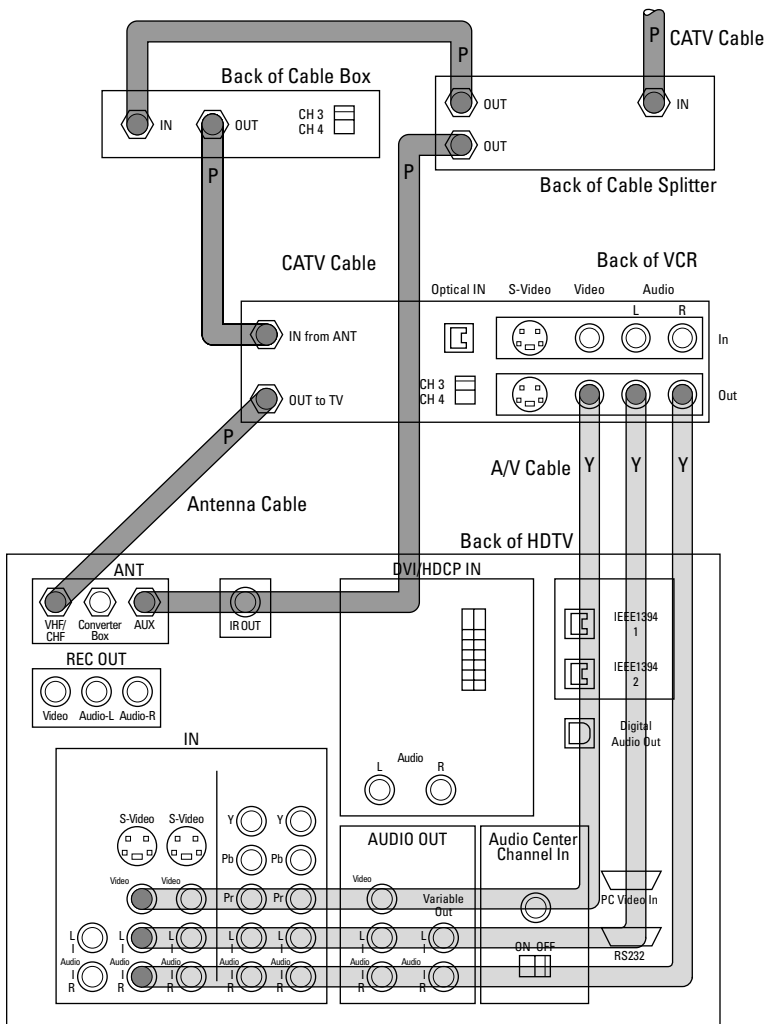 P
CATV Cable
P
Back of Cable Box
OUT
IN
IN
OUT
CH 3
CH 4
OUT
P
P
Back of Cable Splitter
CATV Cable
Back of VCR
Optical IN
S-Video
Video
Audio
L
R
IN from ANT
In
CH 3
CH 4
OUT to TV
Out
P
A/V Cable
Y
Y
Y
Antenna Cable
Back of HDTV
ANT
DVI/HDCP IN
VHF/
CHF
Converter
Box
AUX
IR OUT
IEEE1394
1
REC OUT
IEEE1394
2
Video
Audio-L
Audio-R
Digital
Audio Out
IN
Audio
L
R
S-Video
S-Video
Y
Y
AUDIO OUT
Audio Center
Channel In
Pb
Pb
Video
Video
Pr
Pr
Video
Variable
Out
PC Video In
L
L
L
L
L
L
L
ON OFF
RS232
Audio
Audio
Audio
Audio
Audio
Audio
Audio
R
R
R
R
R
R
R